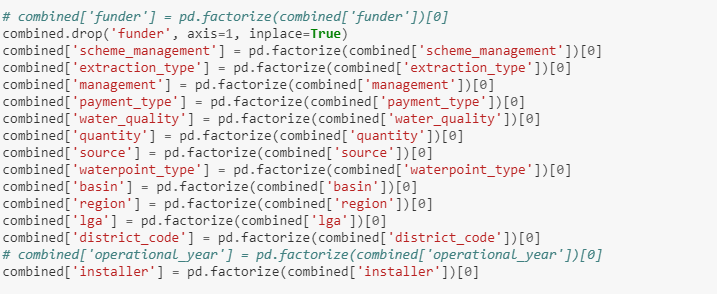 # combined['funder'] = pd.factorize(combined['funder'])[0]
combined.drop('funder', axis=1, inplace=True)
combined['scheme_management'] = pd.factorize(combined['scheme_management'])[0]
combined['extraction_type'] = pd.factorize(combined['extraction_type'])[0]
combined['management'] = pd.factorize(combined['management'])[0]
combined['payment_type'] = pd.factorize(combined['payment_type'])[0]
combined['water_quality'] = pd.factorize(combined['water_quality'])[0]
combined['quantity'] = pd.factorize(combined['quantity'])[0]
combined['source'] = pd.factorize(combined['source'])[0]
combined['waterpoint_type'] = pd.factorize(combined['waterpoint_type'])[0]
combined['basin'] = pd.factorize(combined['basin'])[0]
combined['region'] = pd.factorize(combined['region'])[0]
combined['lga'] = pd.factorize(combined['lga'])[0]
combined['district_code'] = pd.factorize(combined['district_code'])[0]
# combined['operational_year'] = pd.factorize(combined['operational_year'])[0]
combined['installer'] = pd.factorize(combined['installer'])[0]